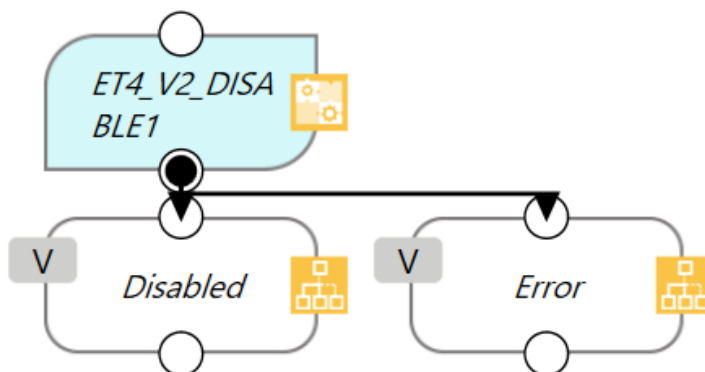 ET4_V2_DISA
BLE1
V
Disabled
V
Error